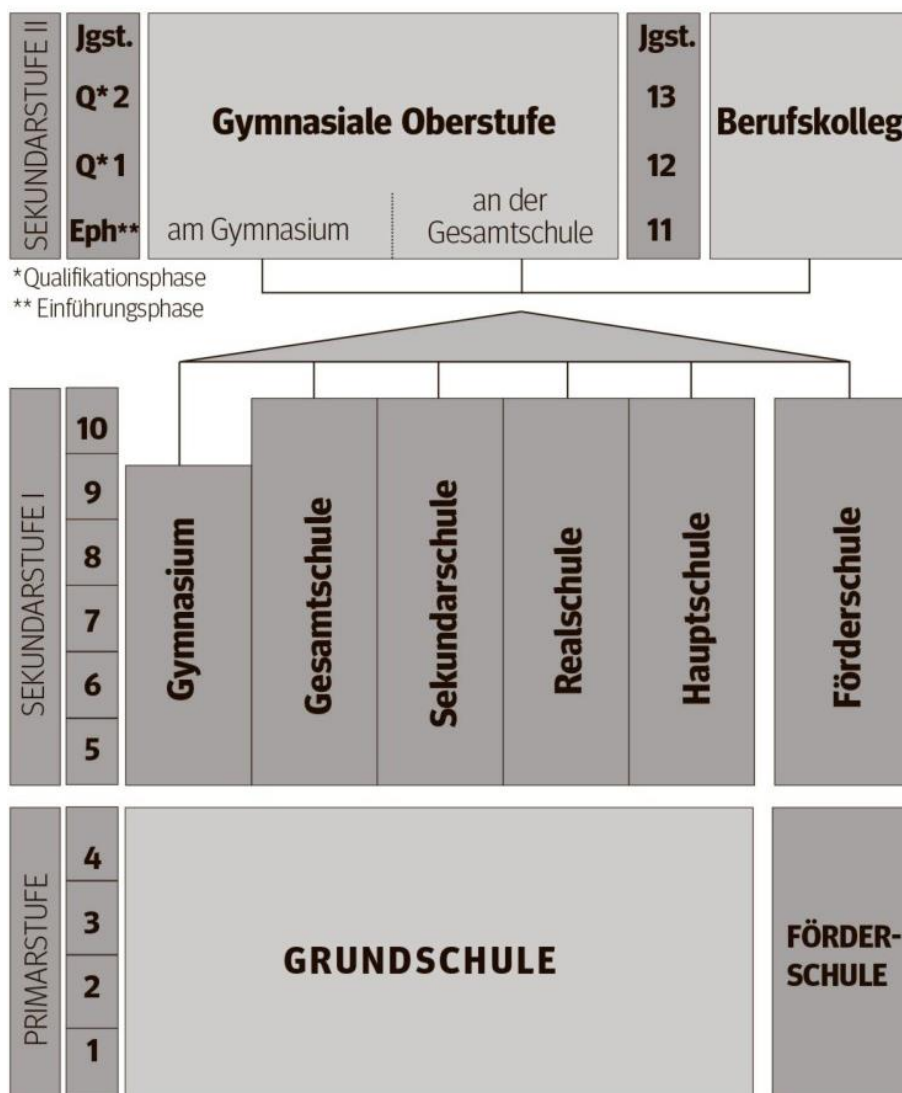 SEKUNDARSTUFE II
Jgst.
Q* 2
Q* 1
Eph**
Gymnasiale Oberstufe
am Gymnasium
an der
Gesamtschule
Jgst.
13
12
11
Berufskolleg
*Qualifikationsphase
** Einführungsphase
SEKUNDARSTUFE I
10
9
8
7
6
5
Gymnasium
Gesamtschule
Sekundarschule
Realschule
Hauptschule
Förderschule
PRIMARSTUFE
4
3
2
1
GRUNDSCHULE
FÖRDER-
SCHULE